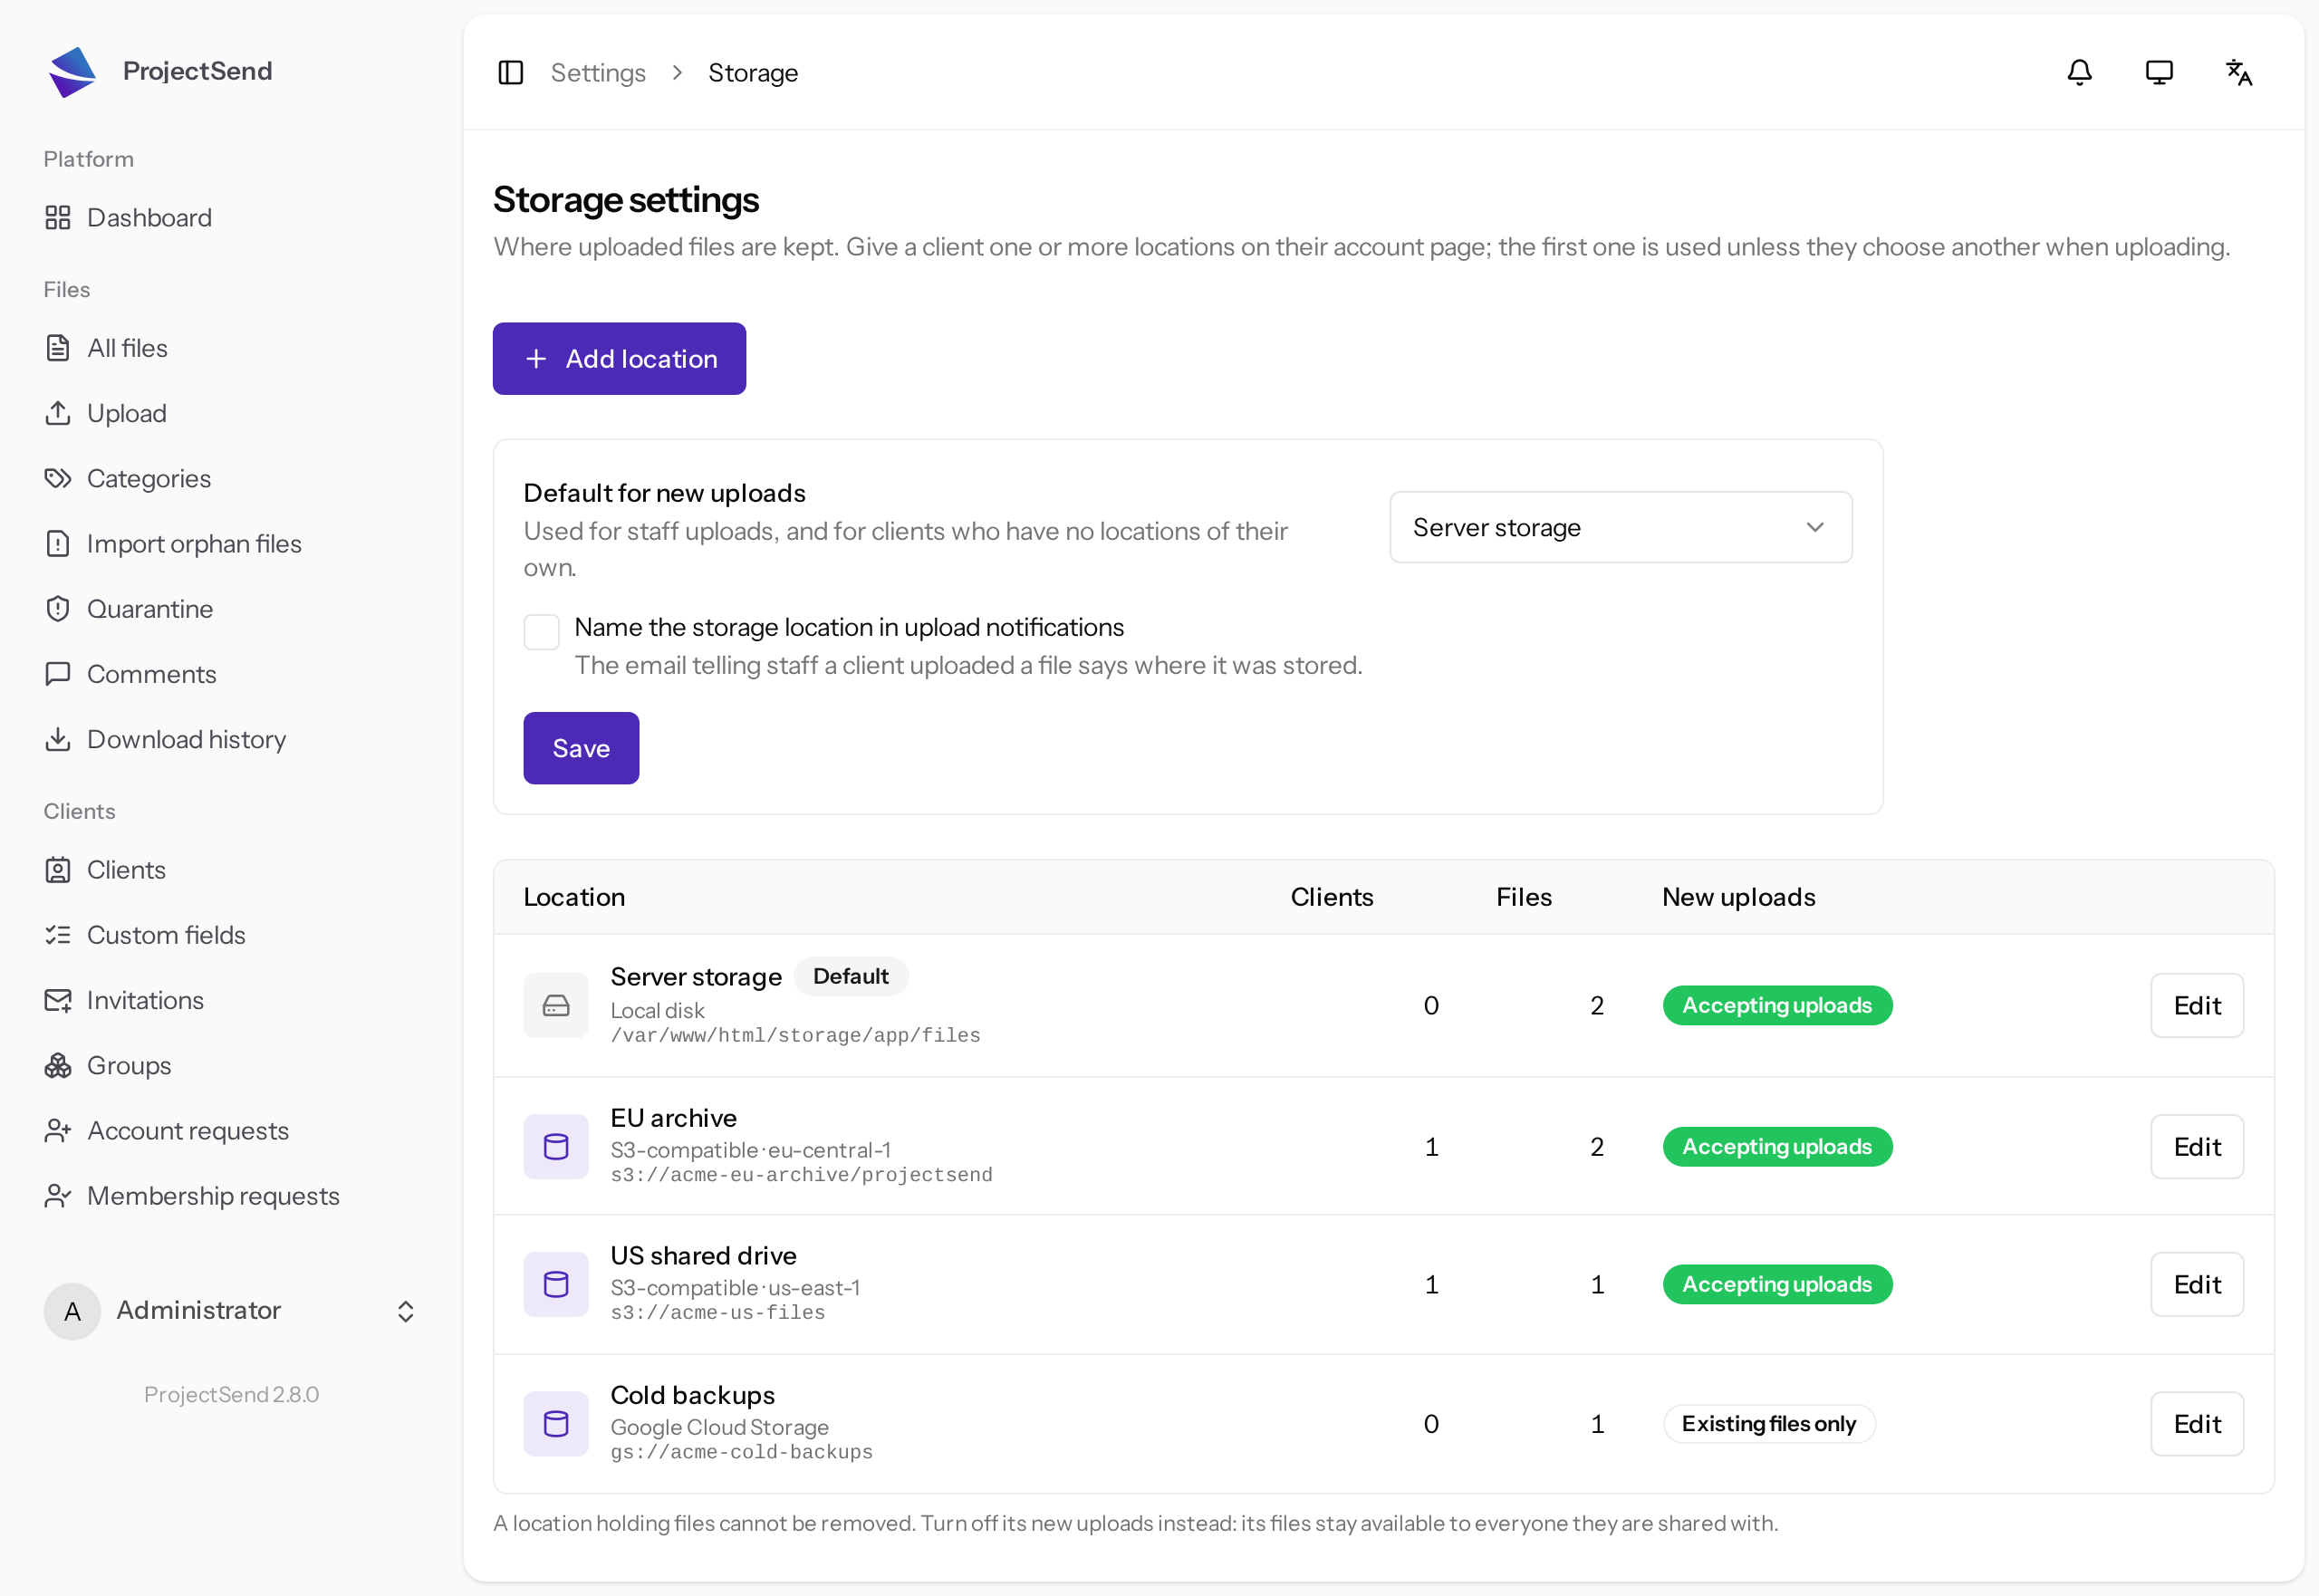 ProjectSend
Platform
Dashboard
Files
All files
Upload
Categories
Import orphan files
Quarantine
Comments
Download history
Clients
Clients
Custom fields
Invitations
Groups
Account requests
Membership requests
A
Administrator
ProjectSend 2.8.0
Settings
Storage
Storage settings
Where uploaded files are kept. Give a client one or more locations on their account page; the first one is used unless they choose another when uploading.
Add location
Default for new uploads
Used for staff uploads, and for clients who have no locations of their
own.
Server storage
Name the storage location in upload notifications
The email telling staff a client uploaded a file says where it was stored.
Save
Location Clients Files New uploads
Server storage Default
Local disk
/var/www/html/storage/app/files
0 2 Accepting uploads Edit
EU archive
S3-compatible · eu-central-1
s3://acme-eu-archive/projectsend
1 2 Accepting uploads Edit
US shared drive
S3-compatible · us-east-1
s3://acme-us-files
1 1 Accepting uploads Edit
Cold backups
Google Cloud Storage
gs://acme-cold-backups
0 1 Existing files only Edit
A location holding files cannot be removed. Turn off its new uploads instead: its files stay available to everyone they are shared with.